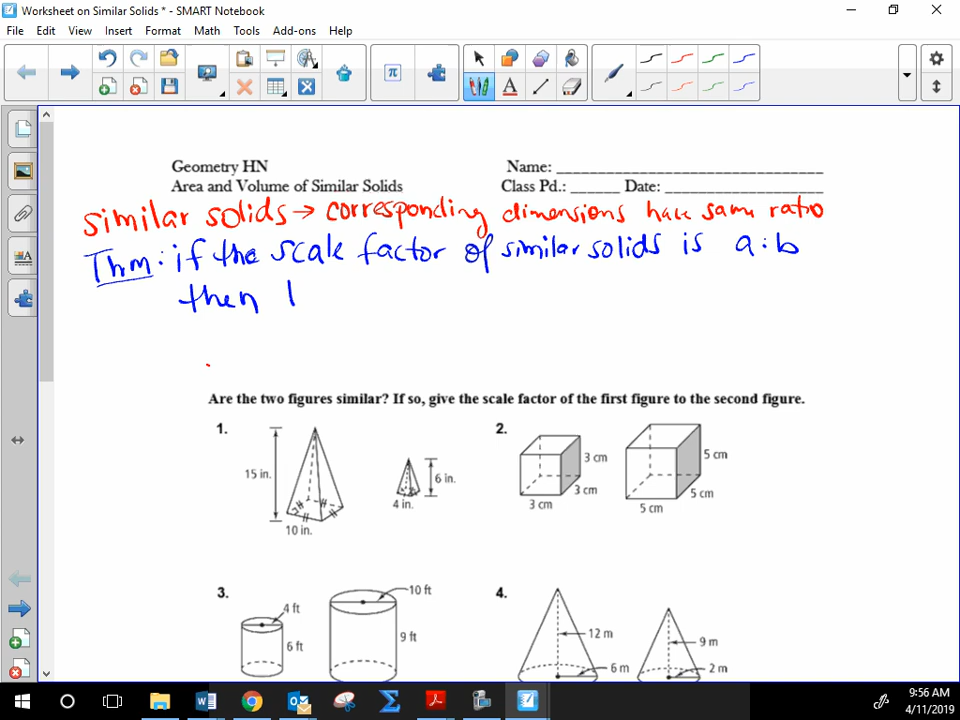 Worksheet on Similar Solids * - SMART Notebook
File Edit View Insert Format Math Tools Add-ons Help
Geometry HN Name: ____________________
Area and Volume of Similar Solids Class Pd.: ______ Date: ____________________
similar solids → corresponding dimensions have same ratio
Thm: if the scale factor of similar solids is a:b
then
Are the two figures similar? If so, give the scale factor of the first figure to the second figure.
1. 2.
15 in. 6 in. 3 cm 5 cm
4 in. 3 cm 5 cm
10 in. 3 cm 5 cm
3. 4.
4 ft 10 ft 12 m 9 m
6 ft 9 ft 6 m 2 m
9:56 AM
4/11/2019